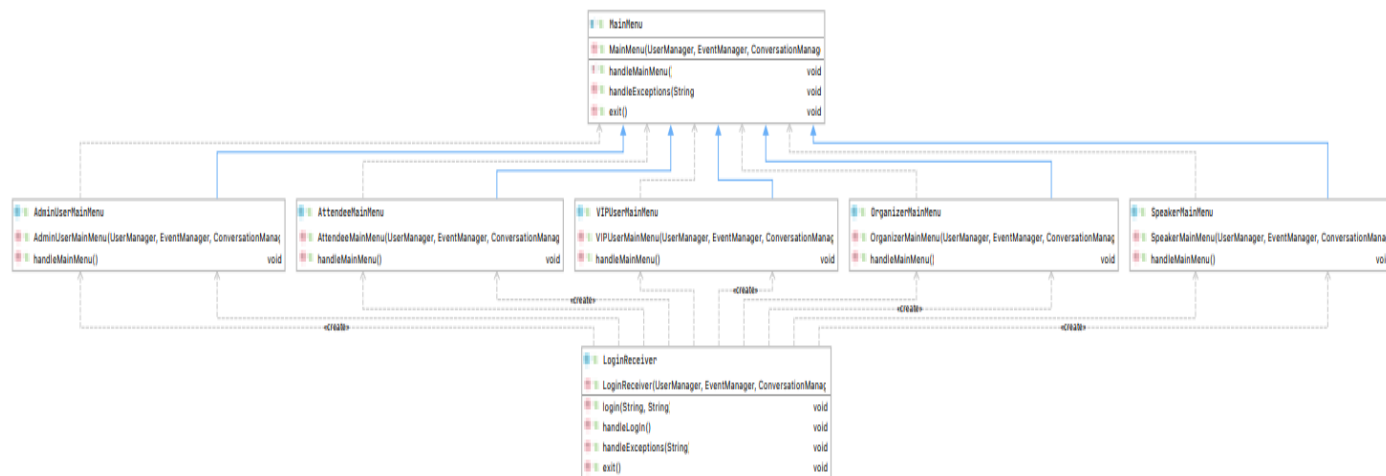 MainMenu
MainMenu(UserManager, EventManager, ConversationManag
handleMainMenu( void
handleExceptions(String void
exit() void
AdminUserMainMenu
AdminUserMainMenu(UserManager, EventManager, ConversationManag
handleMainMenu() void
AttendeeMainMenu
AttendeeMainMenu(UserManager, EventManager, ConversationManag
handleMainMenu() void
VIPUserMainMenu
VIPUserMainMenu(UserManager, EventManager, ConversationManag
handleMainMenu() void
OrganizerMainMenu
OrganizerMainMenu(UserManager, EventManager, ConversationManag
handleMainMenu( void
SpeakerMainMenu
SpeakerMainMenu(UserManager, EventManager, ConversationMana
handleMainMenu() voi
«create»
«create»
«create»
«create»
«create»
LoginReceiver
LoginReceiver(UserManager, EventManager, ConversationManag
login(String, String) void
handleLogIn() void
handleExceptions(String) void
exit() void